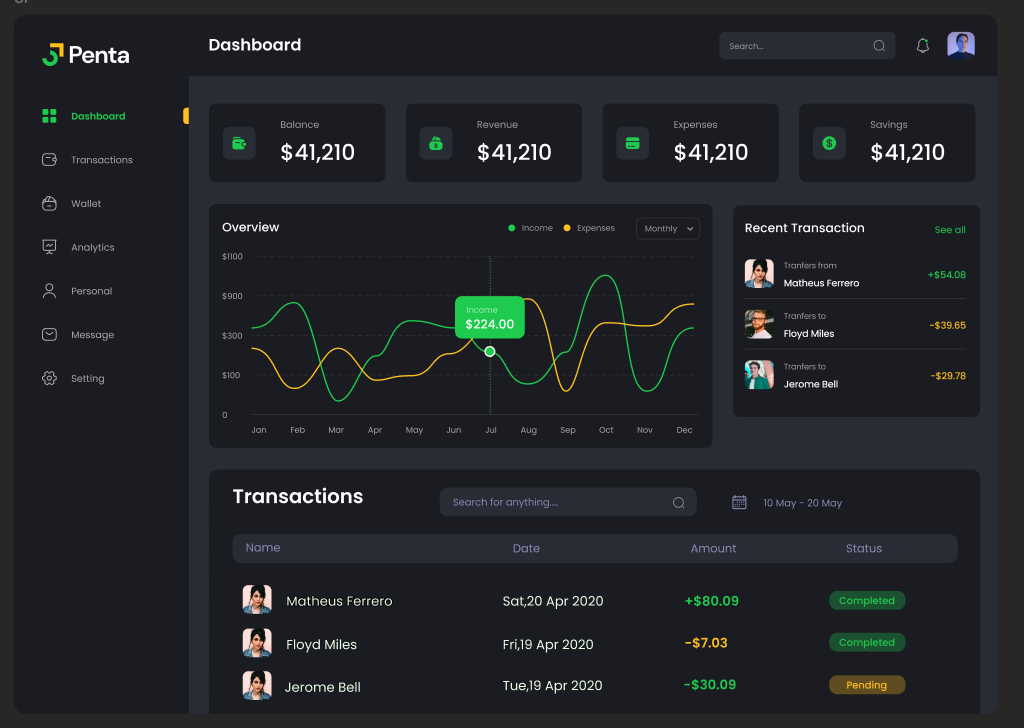 Penta
Dashboard
Search...
Dashboard
Transactions
Wallet
Analytics
Personal
Message
Setting
Balance
$41,210
Revenue
$41,210
Expenses
$41,210
Savings
$41,210
Overview
Income
Expenses
Monthly
$1100
$900
$300
$100
0
Income
$224.00
Jan Feb Mar Apr May Jun Jul Aug Sep Oct Nov Dec
Recent Transaction
See all
Tranfers from
Matheus Ferrero
+$54.08
Tranfers to
Floyd Miles
-$39.65
Tranfers to
Jerome Bell
-$29.78
Transactions
Search for anything....
10 May - 20 May
Name Date Amount Status
Matheus Ferrero Sat,20 Apr 2020 +$80.09 Completed
Floyd Miles Fri,19 Apr 2020 -$7.03 Completed
Jerome Bell Tue,19 Apr 2020 -$30.09 Pending